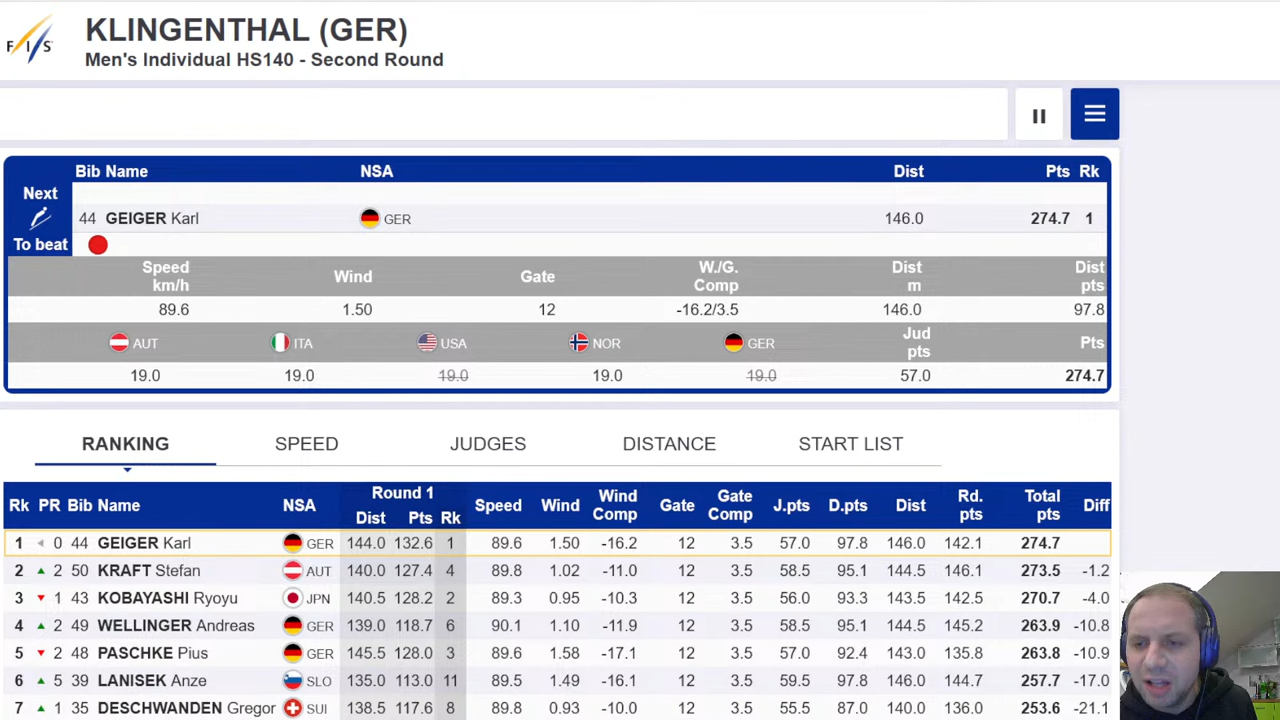 FIS
KLINGENTHAL (GER)
Men's Individual HS140 - Second Round
Bib Name NSA Dist Pts Rk
Next
44 GEIGER Karl GER 146.0 274.7 1
To beat
Speed km/h Wind Gate W./G. Comp Dist m Dist pts
89.6 1.50 12 -16.2/3.5 146.0 97.8
AUT ITA USA NOR GER Jud pts Pts
19.0 19.0 19.0 19.0 19.0 57.0 274.7
RANKING SPEED JUDGES DISTANCE START LIST
Rk PR Bib Name NSA Round 1 Dist Pts Rk Speed Wind Wind Comp Gate Gate Comp J.pts D.pts Dist Rd. pts Total pts Diff
1 0 44 GEIGER Karl GER 144.0 132.6 1 89.6 1.50 -16.2 12 3.5 57.0 97.8 146.0 142.1 274.7
2 2 50 KRAFT Stefan AUT 140.0 127.4 4 89.8 1.02 -11.0 12 3.5 58.5 95.1 144.5 146.1 273.5 -1.2
3 1 43 KOBAYASHI Ryoyu JPN 140.5 128.2 2 89.3 0.95 -10.3 12 3.5 56.0 93.3 143.5 142.5 270.7 -4.0
4 2 49 WELLINGER Andreas GER 139.0 118.7 6 90.1 1.10 -11.9 12 3.5 58.5 95.1 144.5 145.2 263.9 -10.8
5 2 48 PASCHKE Pius GER 145.5 128.0 3 89.6 1.58 -17.1 12 3.5 57.0 92.4 143.0 135.8 263.8 -10.9
6 5 39 LANISEK Anze SLO 135.0 113.0 11 89.5 1.49 -16.1 12 3.5 59.5 97.8 146.0 144.7 257.7 -17.0
7 1 35 DESCHWANDEN Gregor SUI 138.5 117.6 8 89.8 0.93 -10.0 12 3.5 55.5 87.0 140.0 136.0 253.6 -21.1